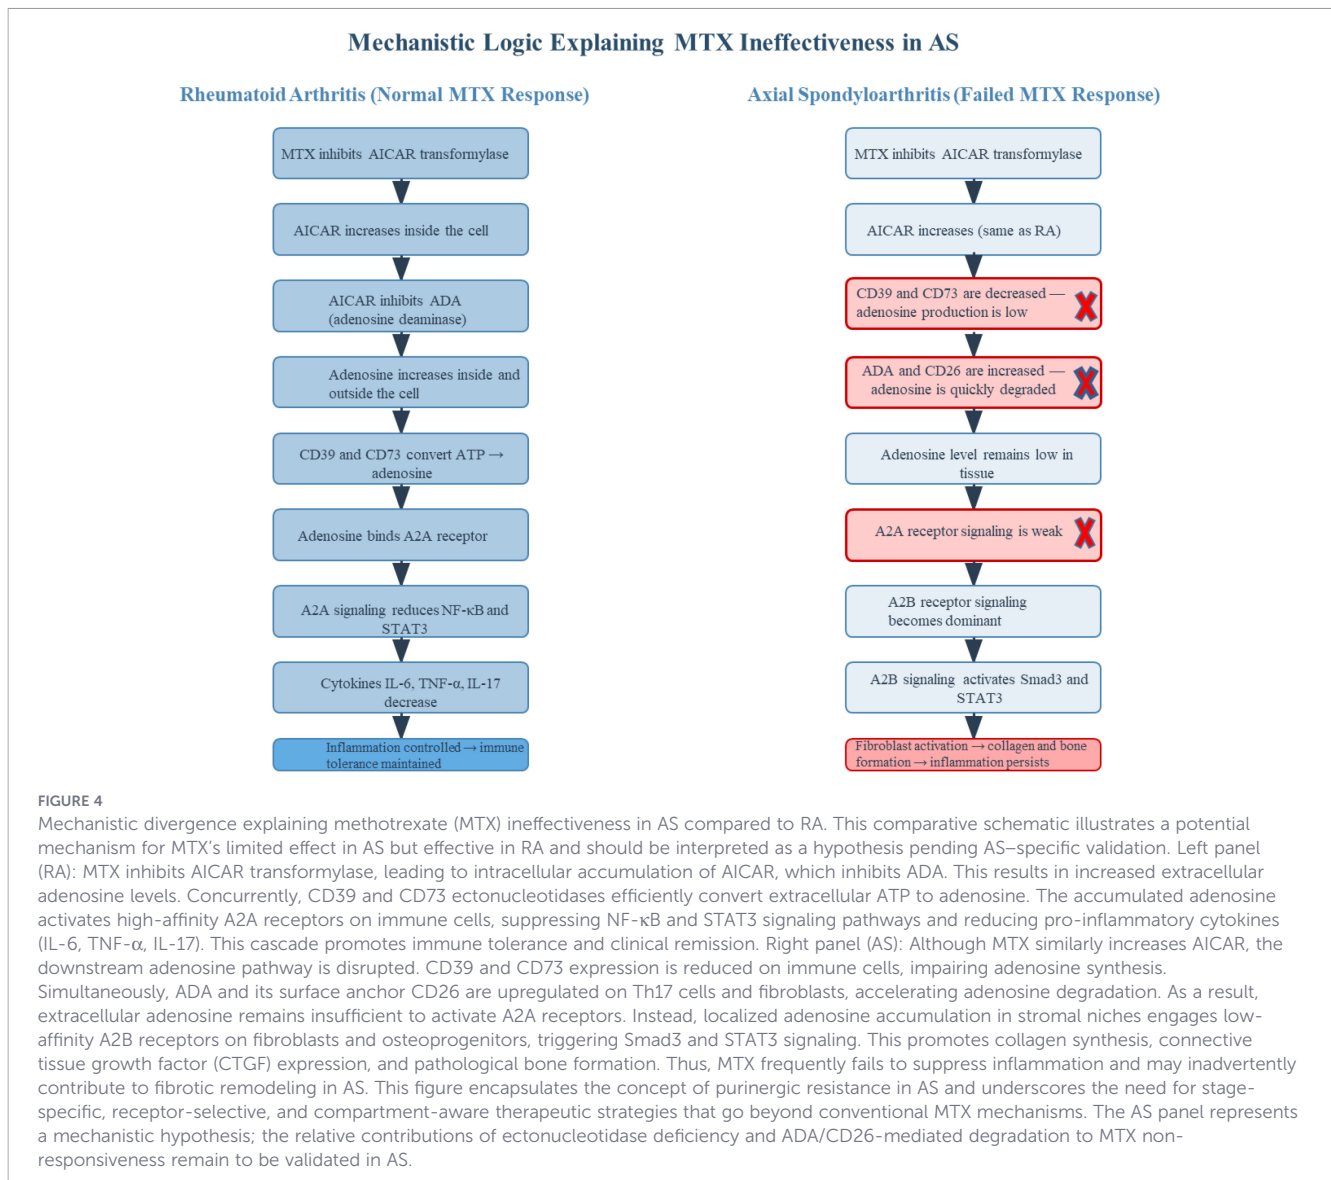 Mechanistic Logic Explaining MTX Ineffectiveness in AS
Rheumatoid Arthritis (Normal MTX Response)
MTX inhibits AICAR transformylase
AICAR increases inside the cell
AICAR inhibits ADA
(adenosine deaminase)
Adenosine increases inside and
outside the cell
CD39 and CD73 convert ATP →
adenosine
Adenosine binds A2A receptor
A2A signaling reduces NF-κB and
STAT3
Cytokines IL-6, TNF-α, IL-17
decrease
Inflammation controlled → immune
tolerance maintained
Axial Spondyloarthritis (Failed MTX Response)
MTX inhibits AICAR transformylase
AICAR increases (same as RA)
CD39 and CD73 are decreased —
adenosine production is low
ADA and CD26 are increased —
adenosine is quickly degraded
Adenosine level remains low in
tissue
A2A receptor signaling is weak
A2B receptor signaling
becomes dominant
A2B signaling activates Smad3 and
STAT3
Fibroblast activation → collagen and bone
formation → inflammation persists
FIGURE 4
Mechanistic divergence explaining methotrexate (MTX) ineffectiveness in AS compared to RA. This comparative schematic illustrates a potential
mechanism for MTX's limited effect in AS but effective in RA and should be interpreted as a hypothesis pending AS–specific validation. Left panel
(RA): MTX inhibits AICAR transformylase, leading to intracellular accumulation of AICAR, which inhibits ADA. This results in increased extracellular
adenosine levels. Concurrently, CD39 and CD73 ectonucleotidases efficiently convert extracellular ATP to adenosine. The accumulated adenosine
activates high-affinity A2A receptors on immune cells, suppressing NF-κB and STAT3 signaling pathways and reducing pro-inflammatory cytokines
(IL-6, TNF-α, IL-17). This cascade promotes immune tolerance and clinical remission. Right panel (AS): Although MTX similarly increases AICAR, the
downstream adenosine pathway is disrupted. CD39 and CD73 expression is reduced on immune cells, impairing adenosine synthesis.
Simultaneously, ADA and its surface anchor CD26 are upregulated on Th17 cells and fibroblasts, accelerating adenosine degradation. As a result,
extracellular adenosine remains insufficient to activate A2A receptors. Instead, localized adenosine accumulation in stromal niches engages low-
affinity A2B receptors on fibroblasts and osteoprogenitors, triggering Smad3 and STAT3 signaling. This promotes collagen synthesis, connective
tissue growth factor (CTGF) expression, and pathological bone formation. Thus, MTX frequently fails to suppress inflammation and may inadvertently
contribute to fibrotic remodeling in AS. This figure encapsulates the concept of purinergic resistance in AS and underscores the need for stage-
specific, receptor-selective, and compartment-aware therapeutic strategies that go beyond conventional MTX mechanisms. The AS panel represents
a mechanistic hypothesis; the relative contributions of ectonucleotidase deficiency and ADA/CD26-mediated degradation to MTX non-
responsiveness remain to be validated in AS.